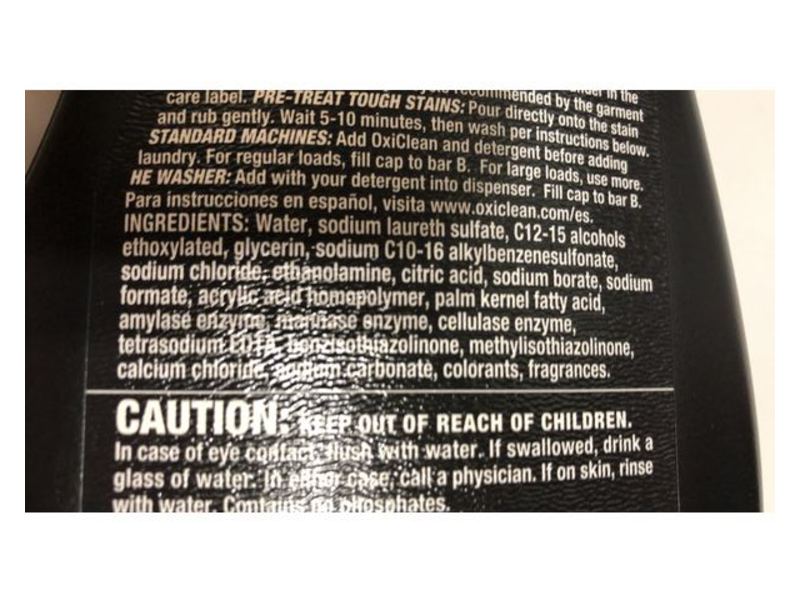 recommended by the garment under in the
care label. PRE-TREAT TOUGH STAINS: Pour directly onto the stain
and rub gently. Wait 5-10 minutes, then wash per instructions below.
STANDARD MACHINES: Add OxiClean and detergent before adding
laundry. For regular loads, fill cap to bar B. For large loads, use more.
HE WASHER: Add with your detergent into dispenser. Fill cap to bar B.
Para instrucciones en español, visita www.oxiclean.com/es.
INGREDIENTS: Water, sodium laureth sulfate, C12-15 alcohols
ethoxylated, glycerin, sodium C10-16 alkylbenzenesulfonate,
sodium chloride, ethanolamine, citric acid, sodium borate, sodium
formate, acrylic acid homopolymer, palm kernel fatty acid,
amylase enzyme, mannase enzyme, cellulase enzyme,
tetrasodium EDTA, benzisothiazolinone, methylisothiazolinone,
calcium chloride, sodium carbonate, colorants, fragrances.
CAUTION: KEEP OUT OF REACH OF CHILDREN.
In case of eye contact, flush with water. If swallowed, drink a
glass of water. In either case, call a physician. If on skin, rinse
with water. Contains no phosphates.